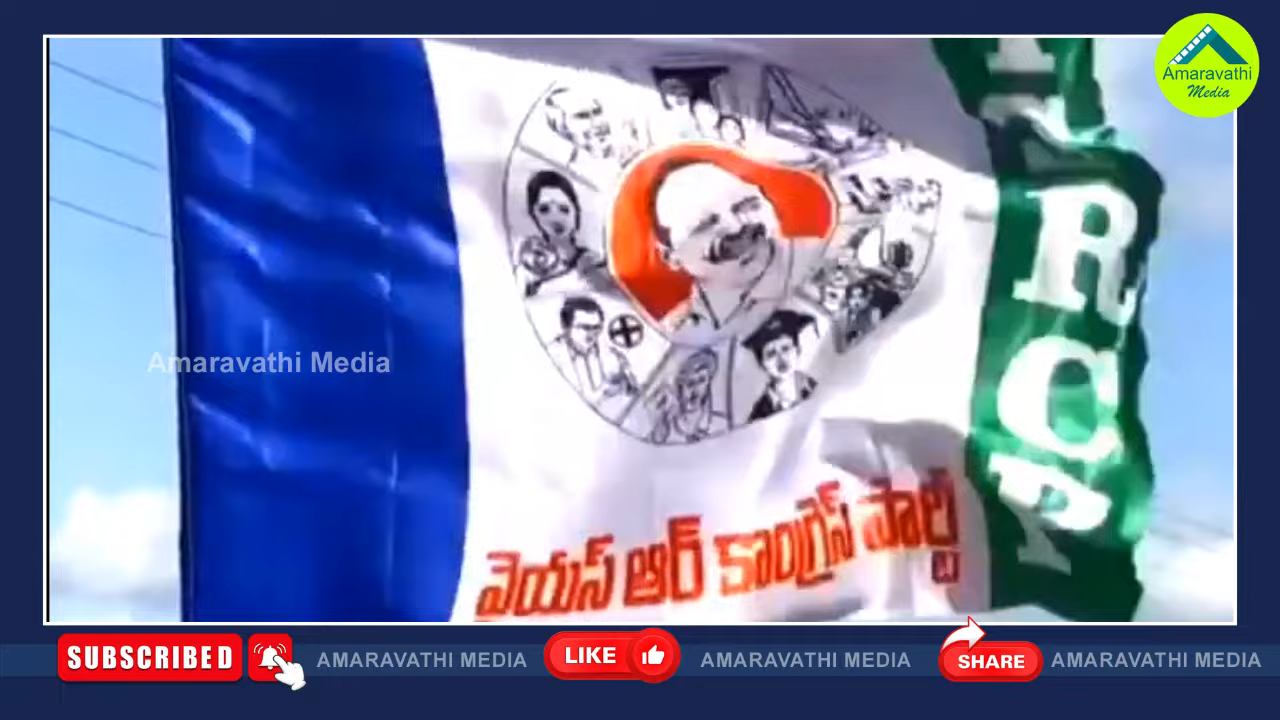 Amaravathi
Media
R
C
P
Amaravathi Media
వైయస్ ఆర్ కాంగ్రెస్ పార్టీ
SUBSCRIBED
AMARAVATHI MEDIA
LIKE
AMARAVATHI MEDIA
SHARE
AMARAVATHI MEDIA